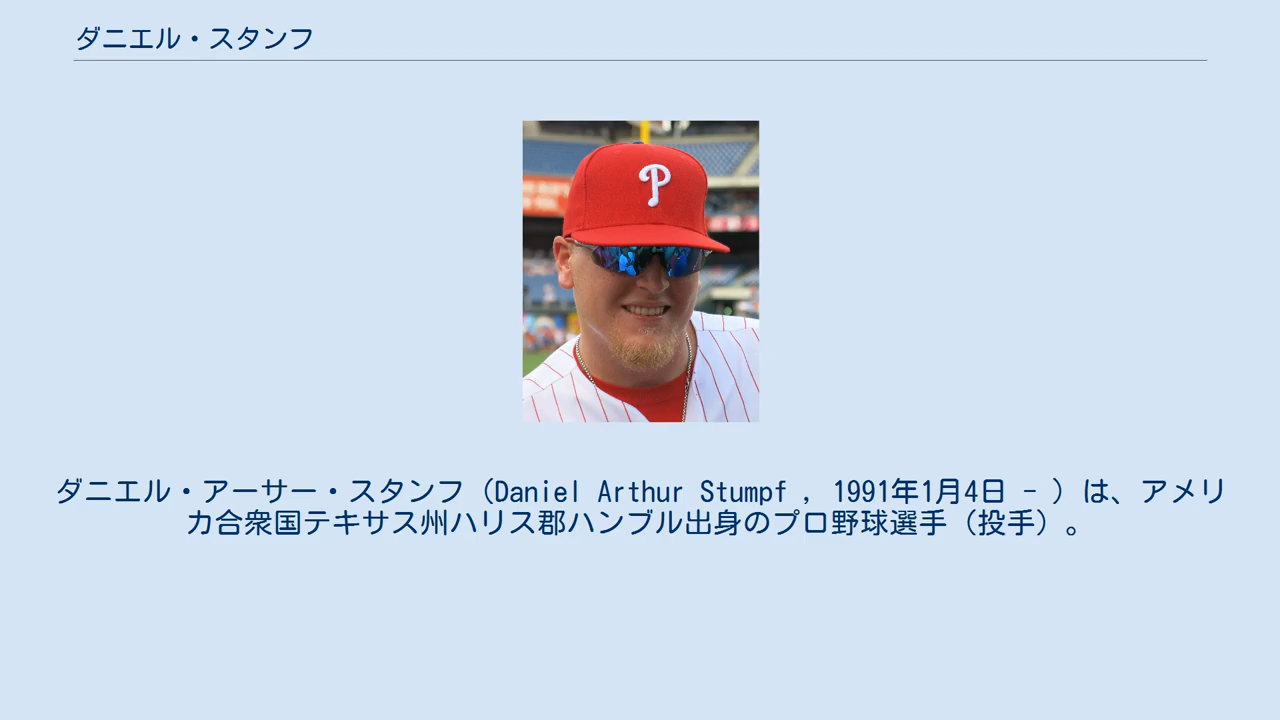 ダニエル・スタンフ
P
ダニエル・アーサー・スタンフ（Daniel Arthur Stumpf , 1991年1月4日 - ）は、アメリ
カ合衆国テキサス州ハリス郡ハンブル出身のプロ野球選手（投手）。